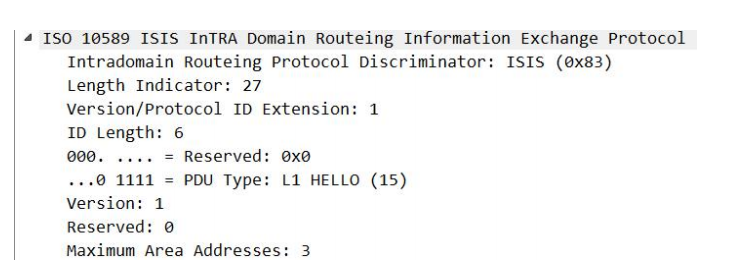 ISO 10589 ISIS InTRA Domain Routeing Information Exchange Protocol
Intradomain Routeing Protocol Discriminator: ISIS (0x83)
Length Indicator: 27
Version/Protocol ID Extension: 1
ID Length: 6
000. .... = Reserved: 0x0
...0 1111 = PDU Type: L1 HELLO (15)
Version: 1
Reserved: 0
Maximum Area Addresses: 3